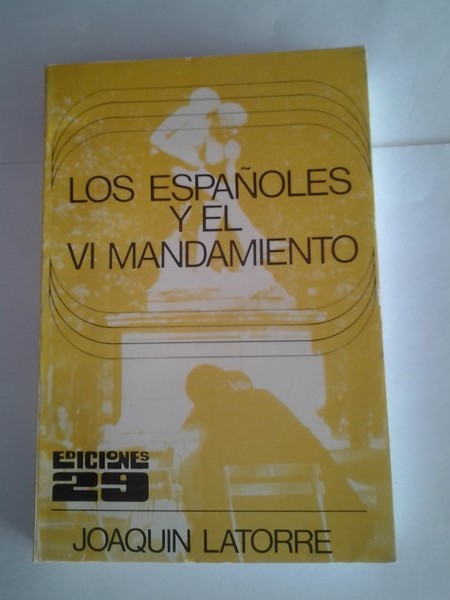 LOS ESPAÑOLES
Y EL
VI MANDAMIENTO
EDICIONES
29
JOAQUIN LATORRE